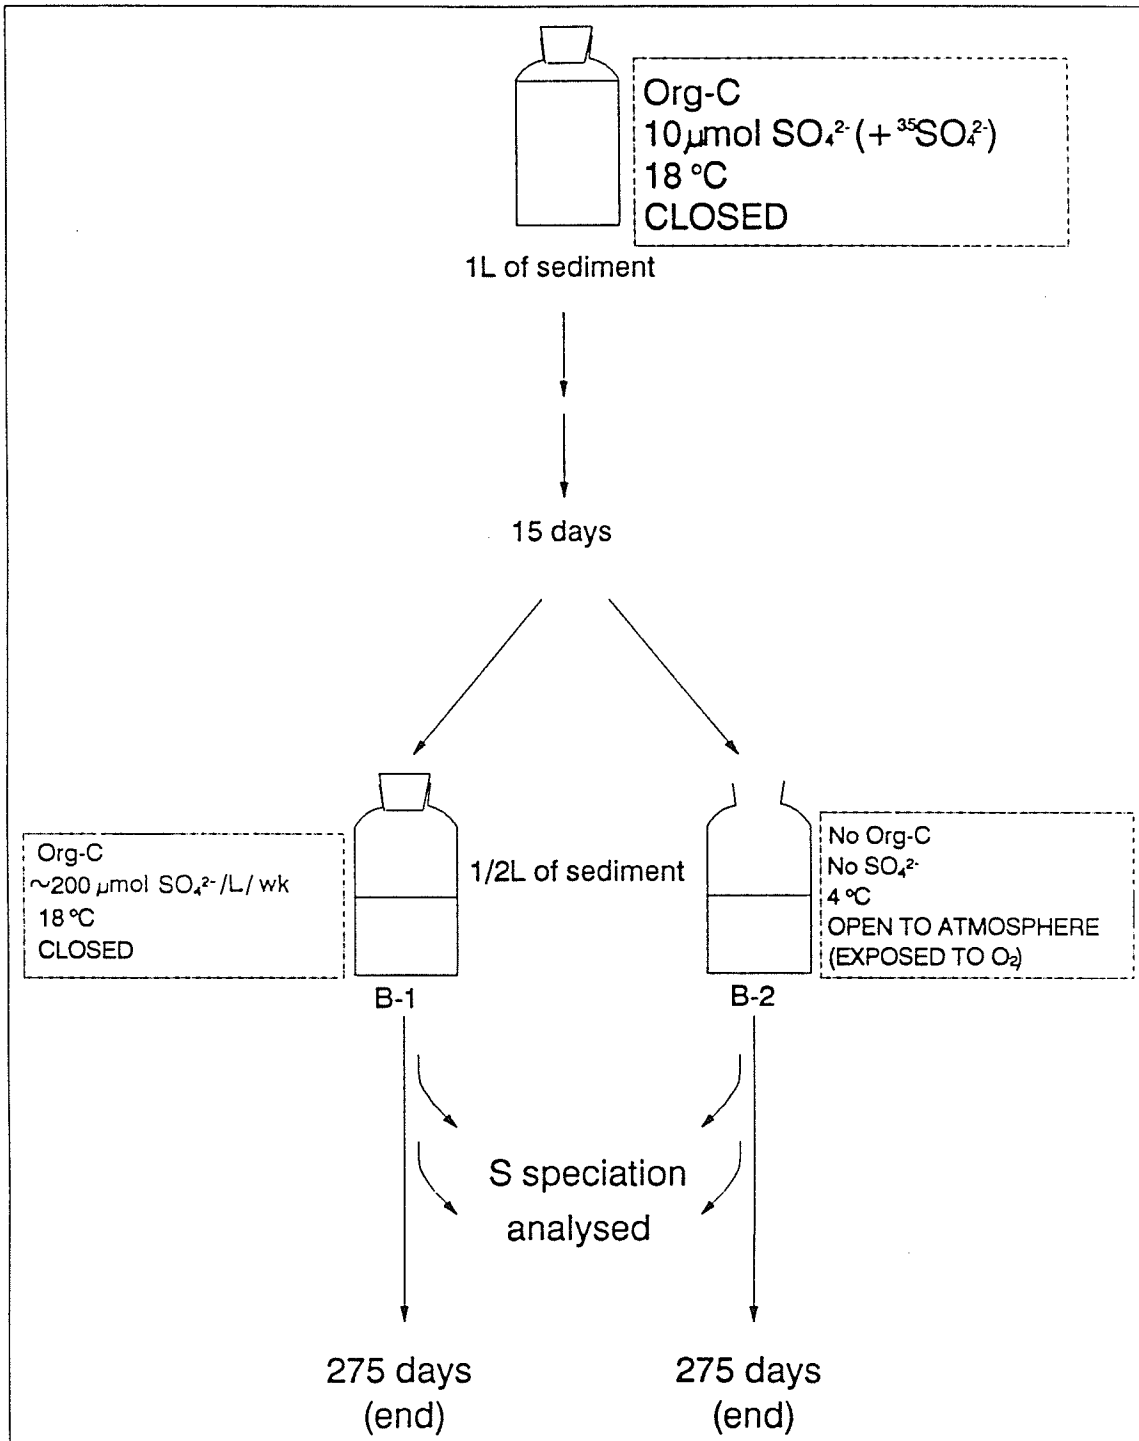 Org-C
10 µmol SO₄²⁻ (+ ³⁵SO₄²⁻)
18 °C
CLOSED
1L of sediment
15 days
Org-C
~200 µmol SO₄²⁻/L/ wk
18 °C
CLOSED
1/2L of sediment
No Org-C
No SO₄²⁻
4 °C
OPEN TO ATMOSPHERE
(EXPOSED TO O₂)
B-1
B-2
S speciation
analysed
275 days
(end)
275 days
(end)